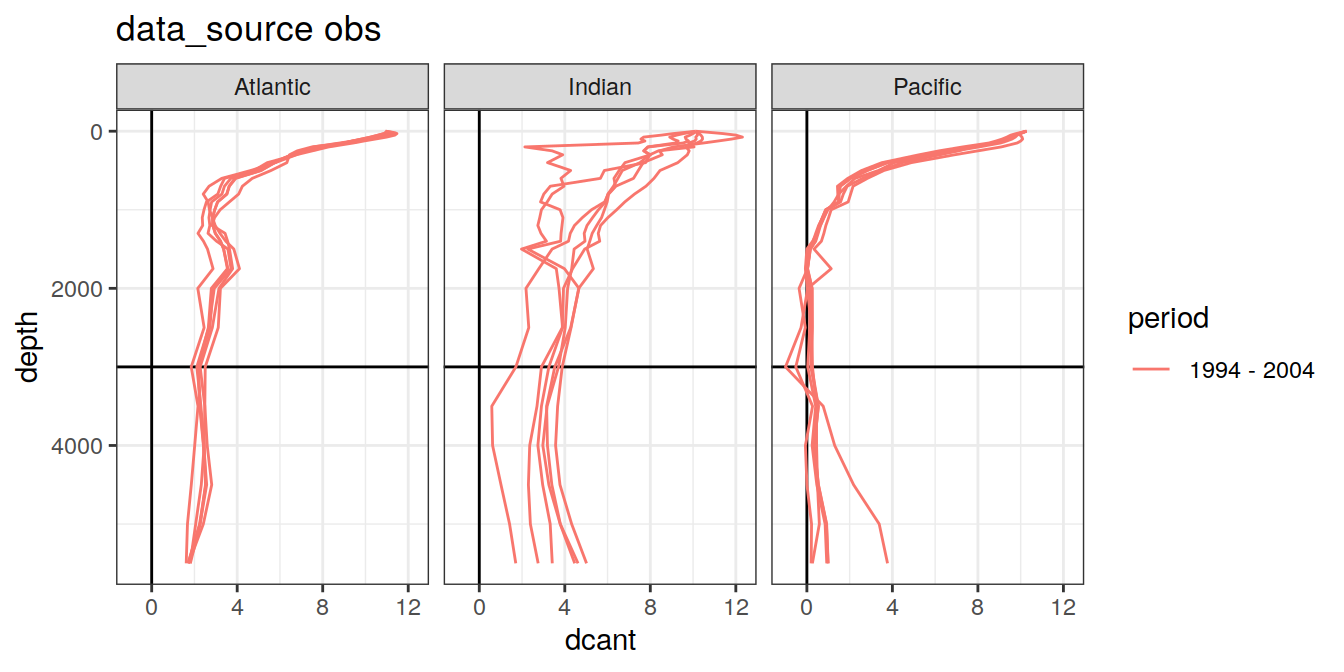 data_source obs
Atlantic Indian Pacific
0
2000
4000
depth
0 4 8 12 0 4 8 12 0 4 8 12
dcant
period
1994 - 2004